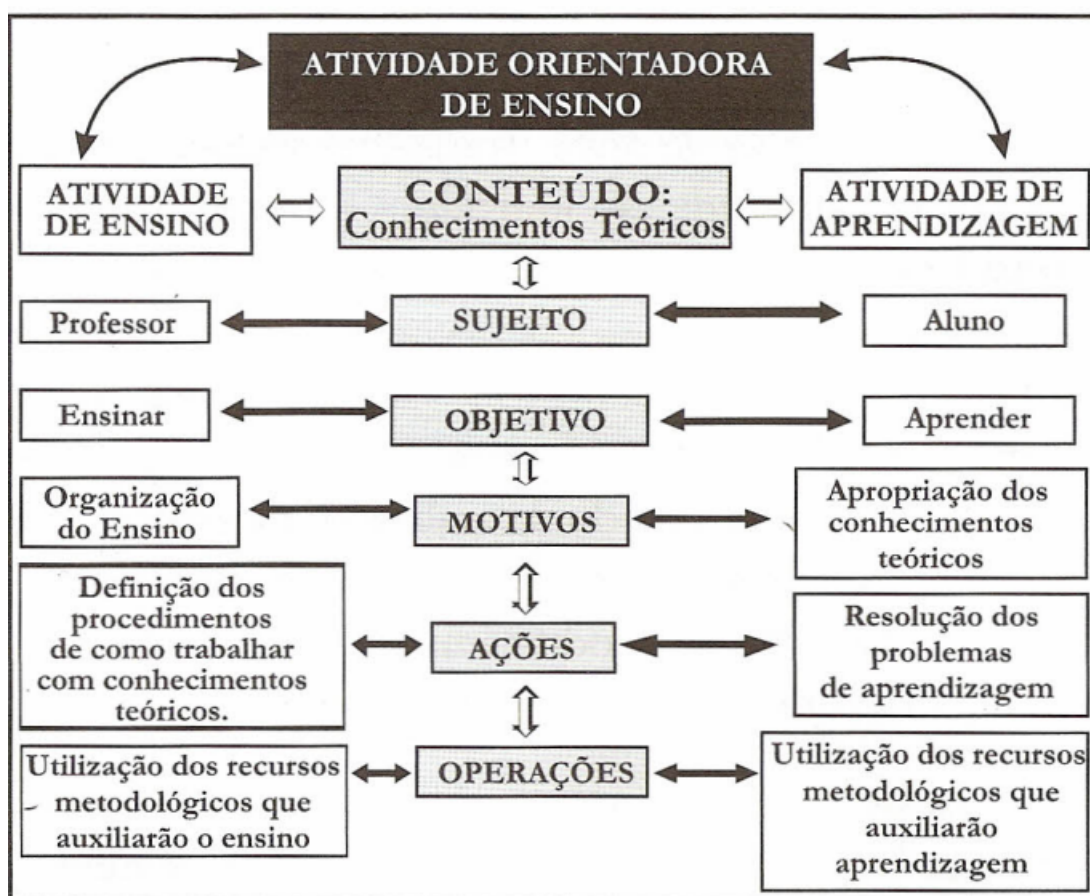 ATIVIDADE ORIENTADORA
DE ENSINO
ATIVIDADE
DE ENSINO
CONTEÚDO:
Conhecimentos Teóricos
ATIVIDADE DE
APRENDIZAGEM
Professor
SUJEITO
Aluno
Ensinar
OBJETIVO
Aprender
Organização
do Ensino
MOTIVOS
Apropriação dos
conhecimentos
teóricos
Definição dos
procedimentos
de como trabalhar
com conhecimentos
teóricos.
AÇÕES
Resolução dos
problemas
de aprendizagem
Utilização dos recursos
metodológicos que
auxiliarão o ensino
OPERAÇÕES
Utilização dos recursos
metodológicos que
auxiliarão
aprendizagem